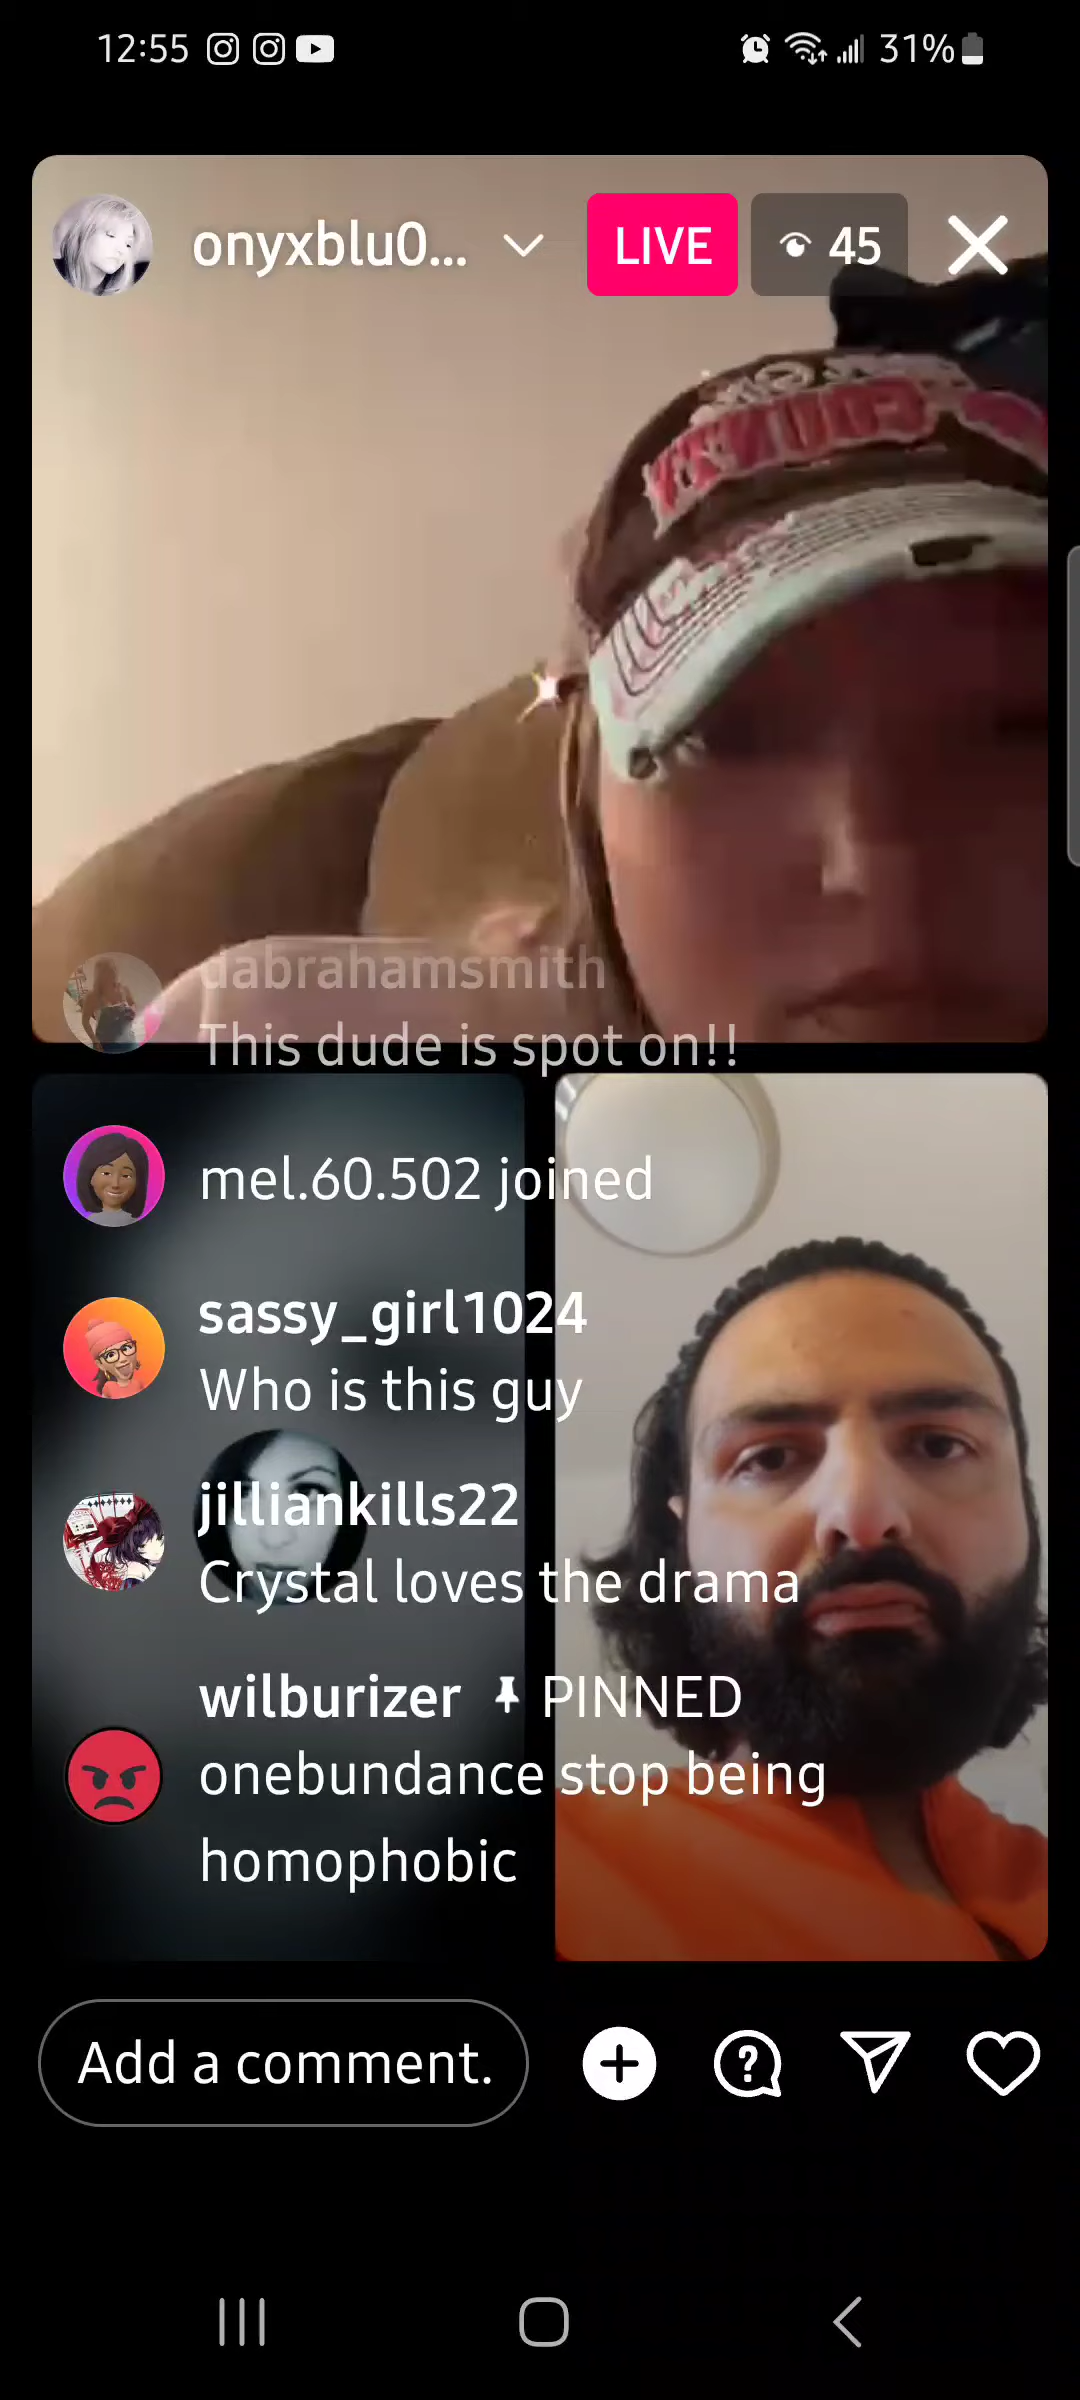 12:55
31%
onyxblu0...
LIVE
45
COUNTY
dabrahamsmith
This dude is spot on!!
mel.60.502 joined
sassy_girl1024
Who is this guy
jilliankills22
Crystal loves the drama
wilburizer PINNED
onebundance stop being
homophobic
Add a comment.